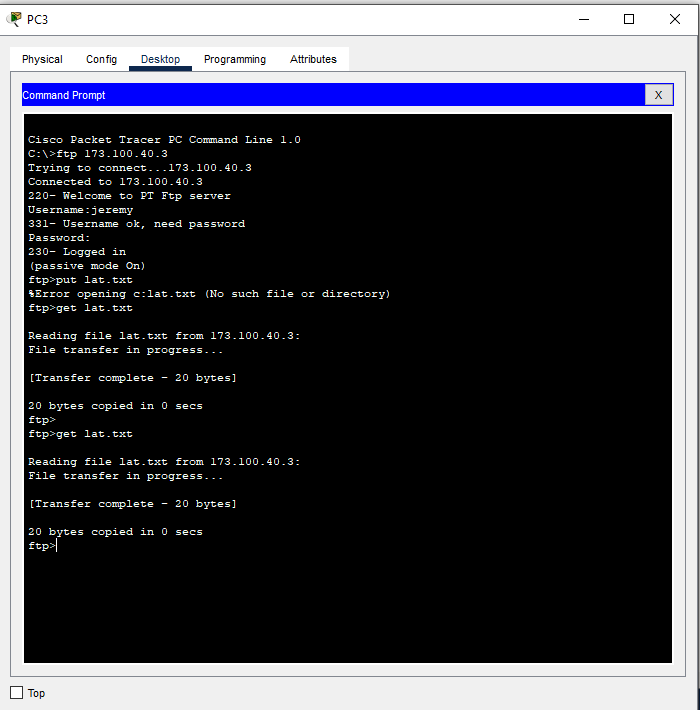 PC3
Physical Config Desktop Programming Attributes
Command Prompt X
Cisco Packet Tracer PC Command Line 1.0
C:\>ftp 173.100.40.3
Trying to connect...173.100.40.3
Connected to 173.100.40.3
220- Welcome to PT Ftp server
Username:jeremy
331- Username ok, need password
Password:
230- Logged in
(passive mode On)
ftp>put lat.txt
%Error opening c:lat.txt (No such file or directory)
ftp>get lat.txt
Reading file lat.txt from 173.100.40.3:
File transfer in progress...
[Transfer complete - 20 bytes]
20 bytes copied in 0 secs
ftp>
ftp>get lat.txt
Reading file lat.txt from 173.100.40.3:
File transfer in progress...
[Transfer complete - 20 bytes]
20 bytes copied in 0 secs
ftp>
Top